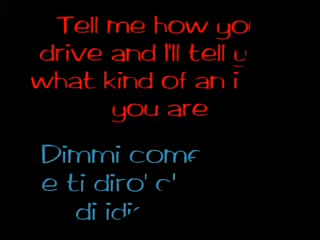 Tell me how
drive and I'll tell
what kind of an
you are
Dimmi come
e ti diro'
di